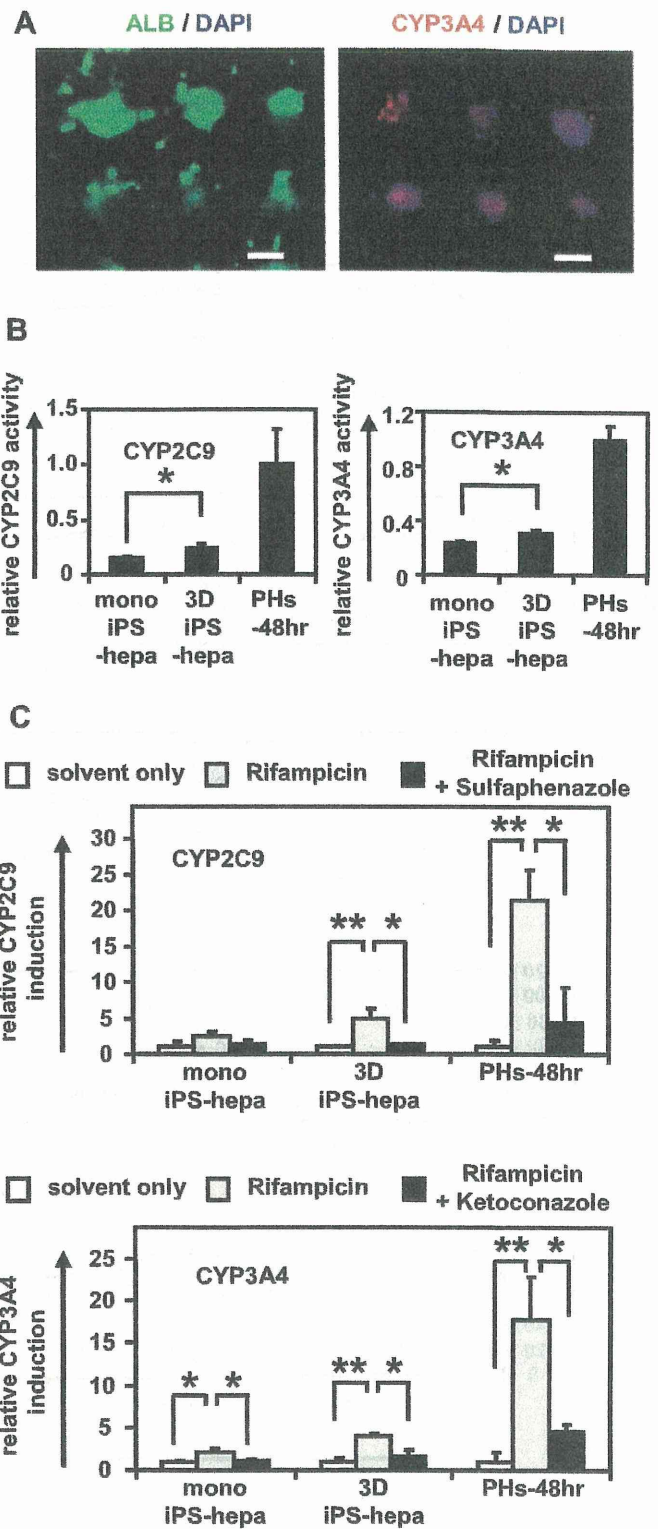 A
ALB / DAPI
CYP3A4 / DAPI
B
relative CYP2C9 activity
1.5
1.0
0.5
0
CYP2C9
*
mono
iPS
-hepa
3D
iPS
-hepa
PHs
-48hr
relative CYP3A4 activity
1.2
0.8
0.4
0
CYP3A4
*
mono
iPS
-hepa
3D
iPS
-hepa
PHs
-48hr
C
solvent only
Rifampicin
Rifampicin
+ Sulfaphenazole
relative CYP2C9
induction
30
25
20
15
10
5
0
CYP2C9
** *
** *
mono
iPS-hepa
3D
iPS-hepa
PHs-48hr
solvent only
Rifampicin
Rifampicin
+ Ketoconazole
relative CYP3A4
induction
25
20
15
10
5
0
CYP3A4
* *
** *
** *
mono
iPS-hepa
3D
iPS-hepa
PHs-48hr